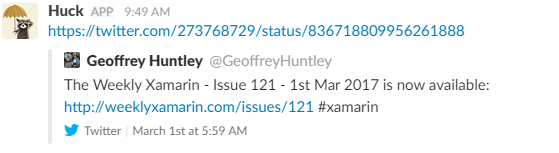 Huck APP 9:49 AM
https://twitter.com/273768729/status/836718809956261888
Geoffrey Huntley @GeoffreyHuntley
The Weekly Xamarin - Issue 121 - 1st Mar 2017 is now available:
http://weeklyxamarin.com/issues/121 #xamarin
Twitter | March 1st at 5:59 AM